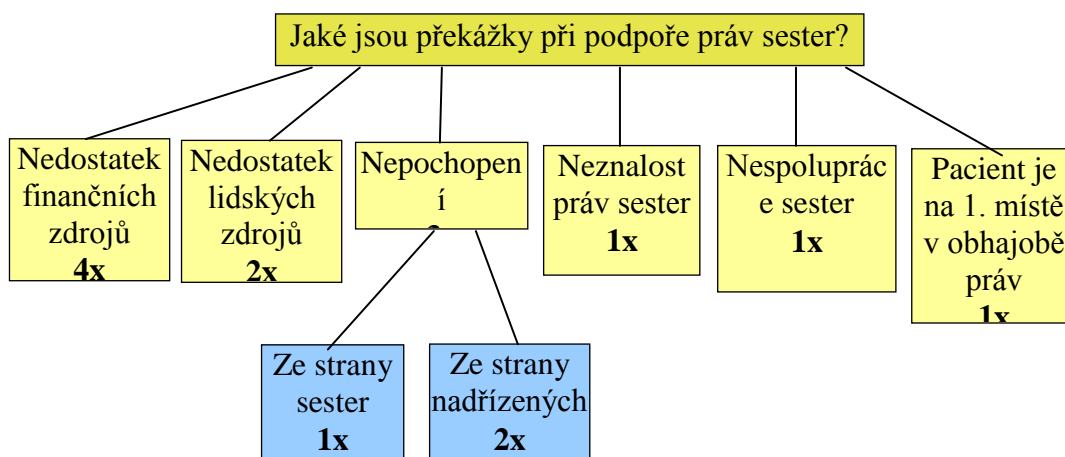 Jaké jsou překážky při podpoře práv sester?
Nedostatek
finančních
zdrojů
4x
Nedostatek
lidských
zdrojů
2x
Nepochopen
í
Neznalost
práv sester
1x
Nespoluprác
e sester
1x
Pacient je
na 1. místě
v obhajobě
práv
1x
Ze strany
sester
1x
Ze strany
nadřízených
2x